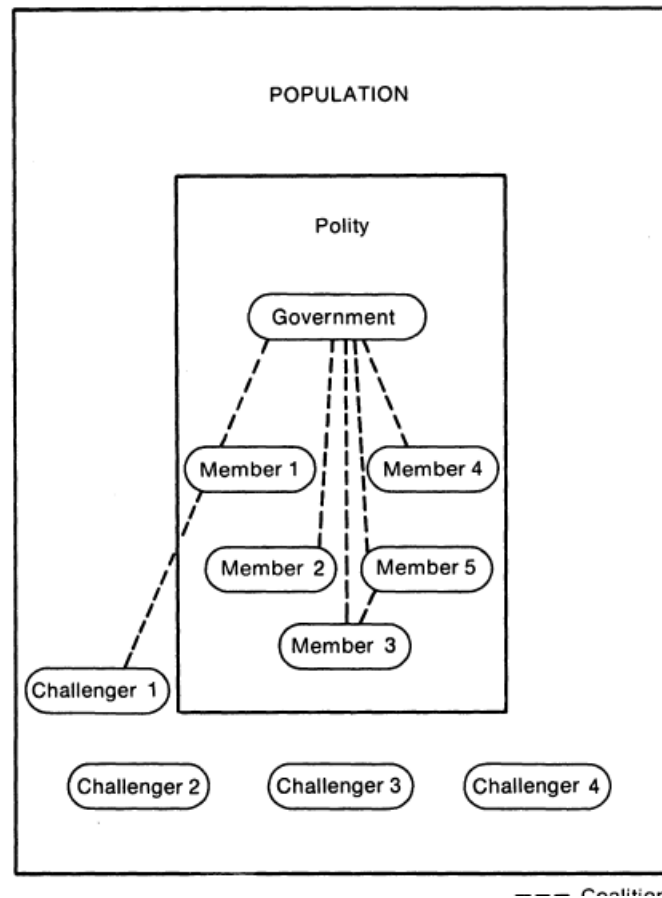 POPULATION
Polity
Government
Member 1
Member 4
Member 2
Member 5
Member 3
Challenger 1
Challenger 2
Challenger 3
Challenger 4
Coalition